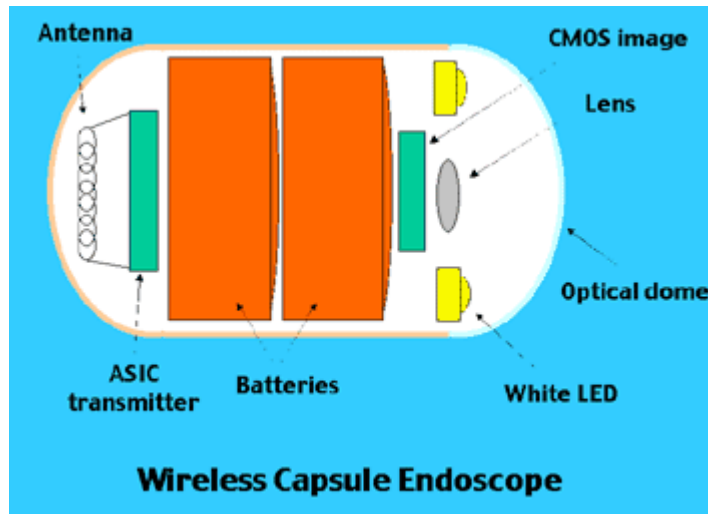 Antenna
CMOS image
Lens
Optical dome
ASIC
transmitter
Batteries
White LED
Wireless Capsule Endoscope